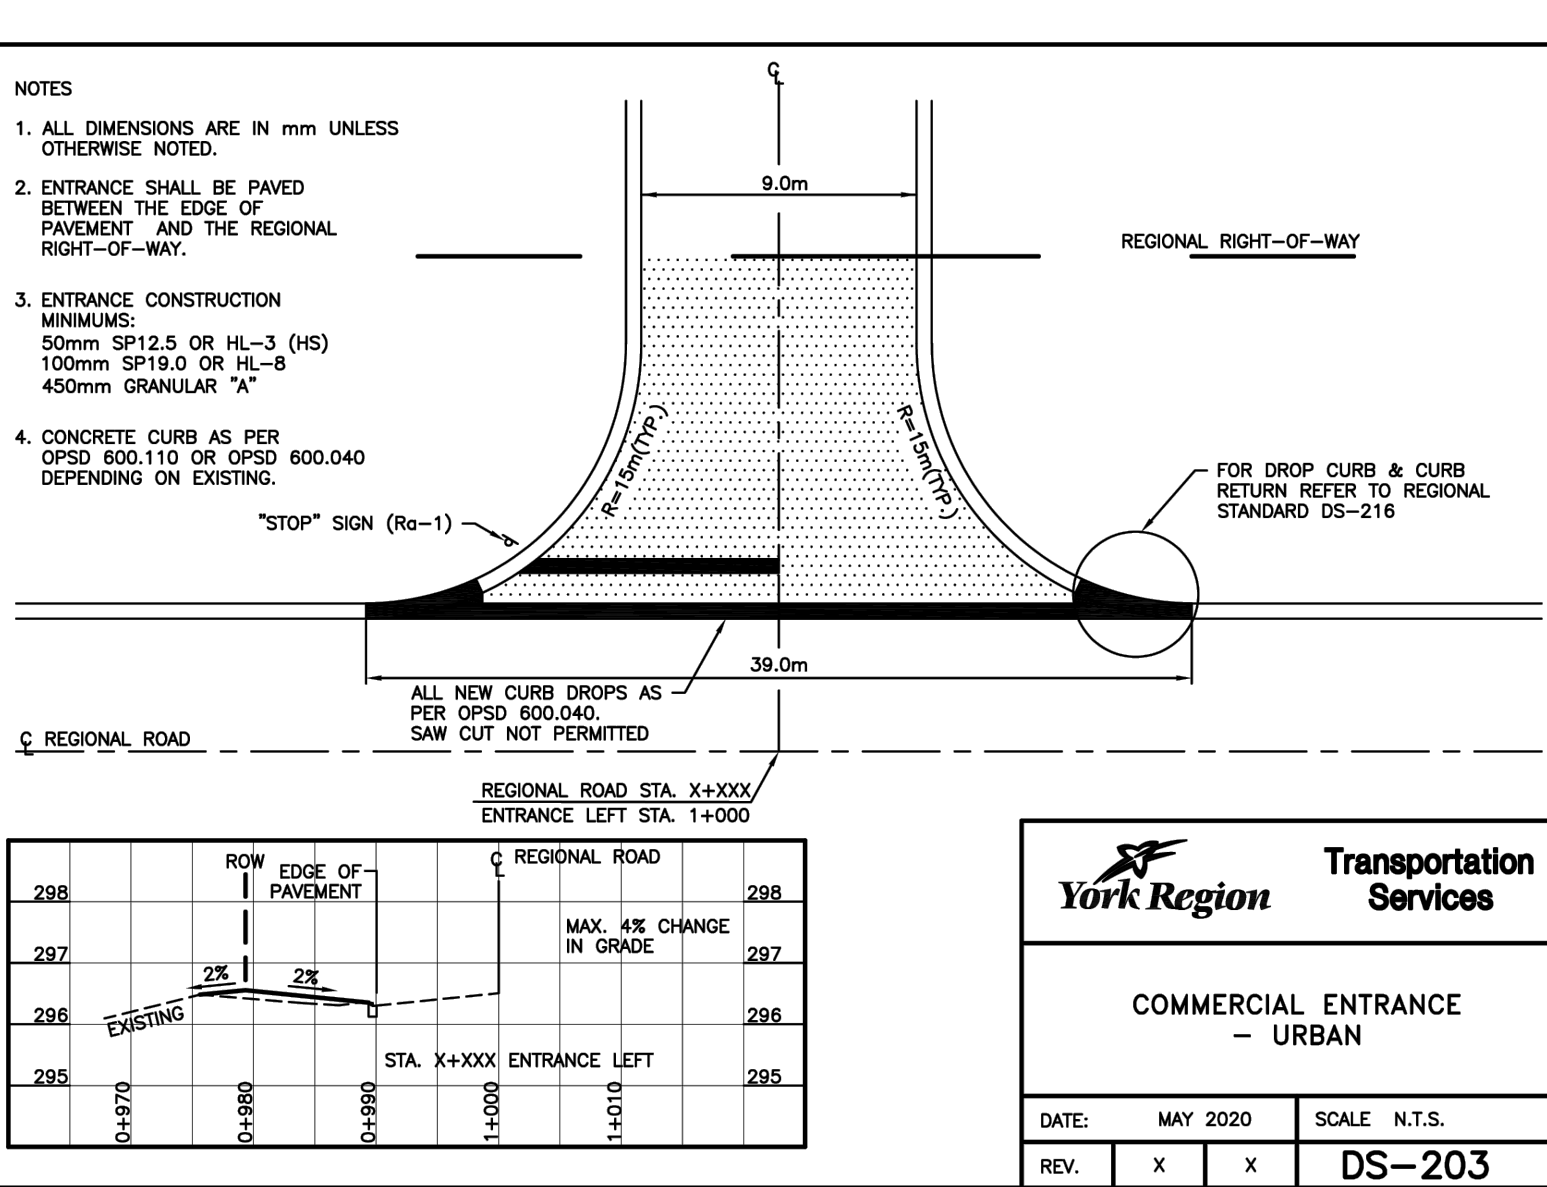 NOTES
1. ALL DIMENSIONS ARE IN mm UNLESS
OTHERWISE NOTED.
2. ENTRANCE SHALL BE PAVED
BETWEEN THE EDGE OF
PAVEMENT AND THE REGIONAL
RIGHT-OF-WAY.
3. ENTRANCE CONSTRUCTION
MINIMUMS:
50mm SP12.5 OR HL-3 (HS)
100mm SP19.0 OR HL-8
450mm GRANULAR "A"
4. CONCRETE CURB AS PER
OPSD 600.110 OR OPSD 600.040
DEPENDING ON EXISTING.
"STOP" SIGN (Ra-1)
℄
9.0m
REGIONAL RIGHT-OF-WAY
R=15m(TYP.)
R=15m(TYP.)
FOR DROP CURB & CURB
RETURN REFER TO REGIONAL
STANDARD DS-216
39.0m
ALL NEW CURB DROPS AS
PER OPSD 600.040.
SAW CUT NOT PERMITTED
℄ REGIONAL ROAD
REGIONAL ROAD STA. X+XXX
ENTRANCE LEFT STA. 1+000
ROW
EDGE OF
PAVEMENT
℄ REGIONAL ROAD
298
298
MAX. 4% CHANGE
IN GRADE
297
297
2%
2%
EXISTING
296
296
STA. X+XXX ENTRANCE LEFT
295
295
0+970
0+980
0+990
1+000
1+010
York Region
Transportation
Services
COMMERCIAL ENTRANCE
- URBAN
DATE: MAY 2020
SCALE N.T.S.
REV. X X
DS-203